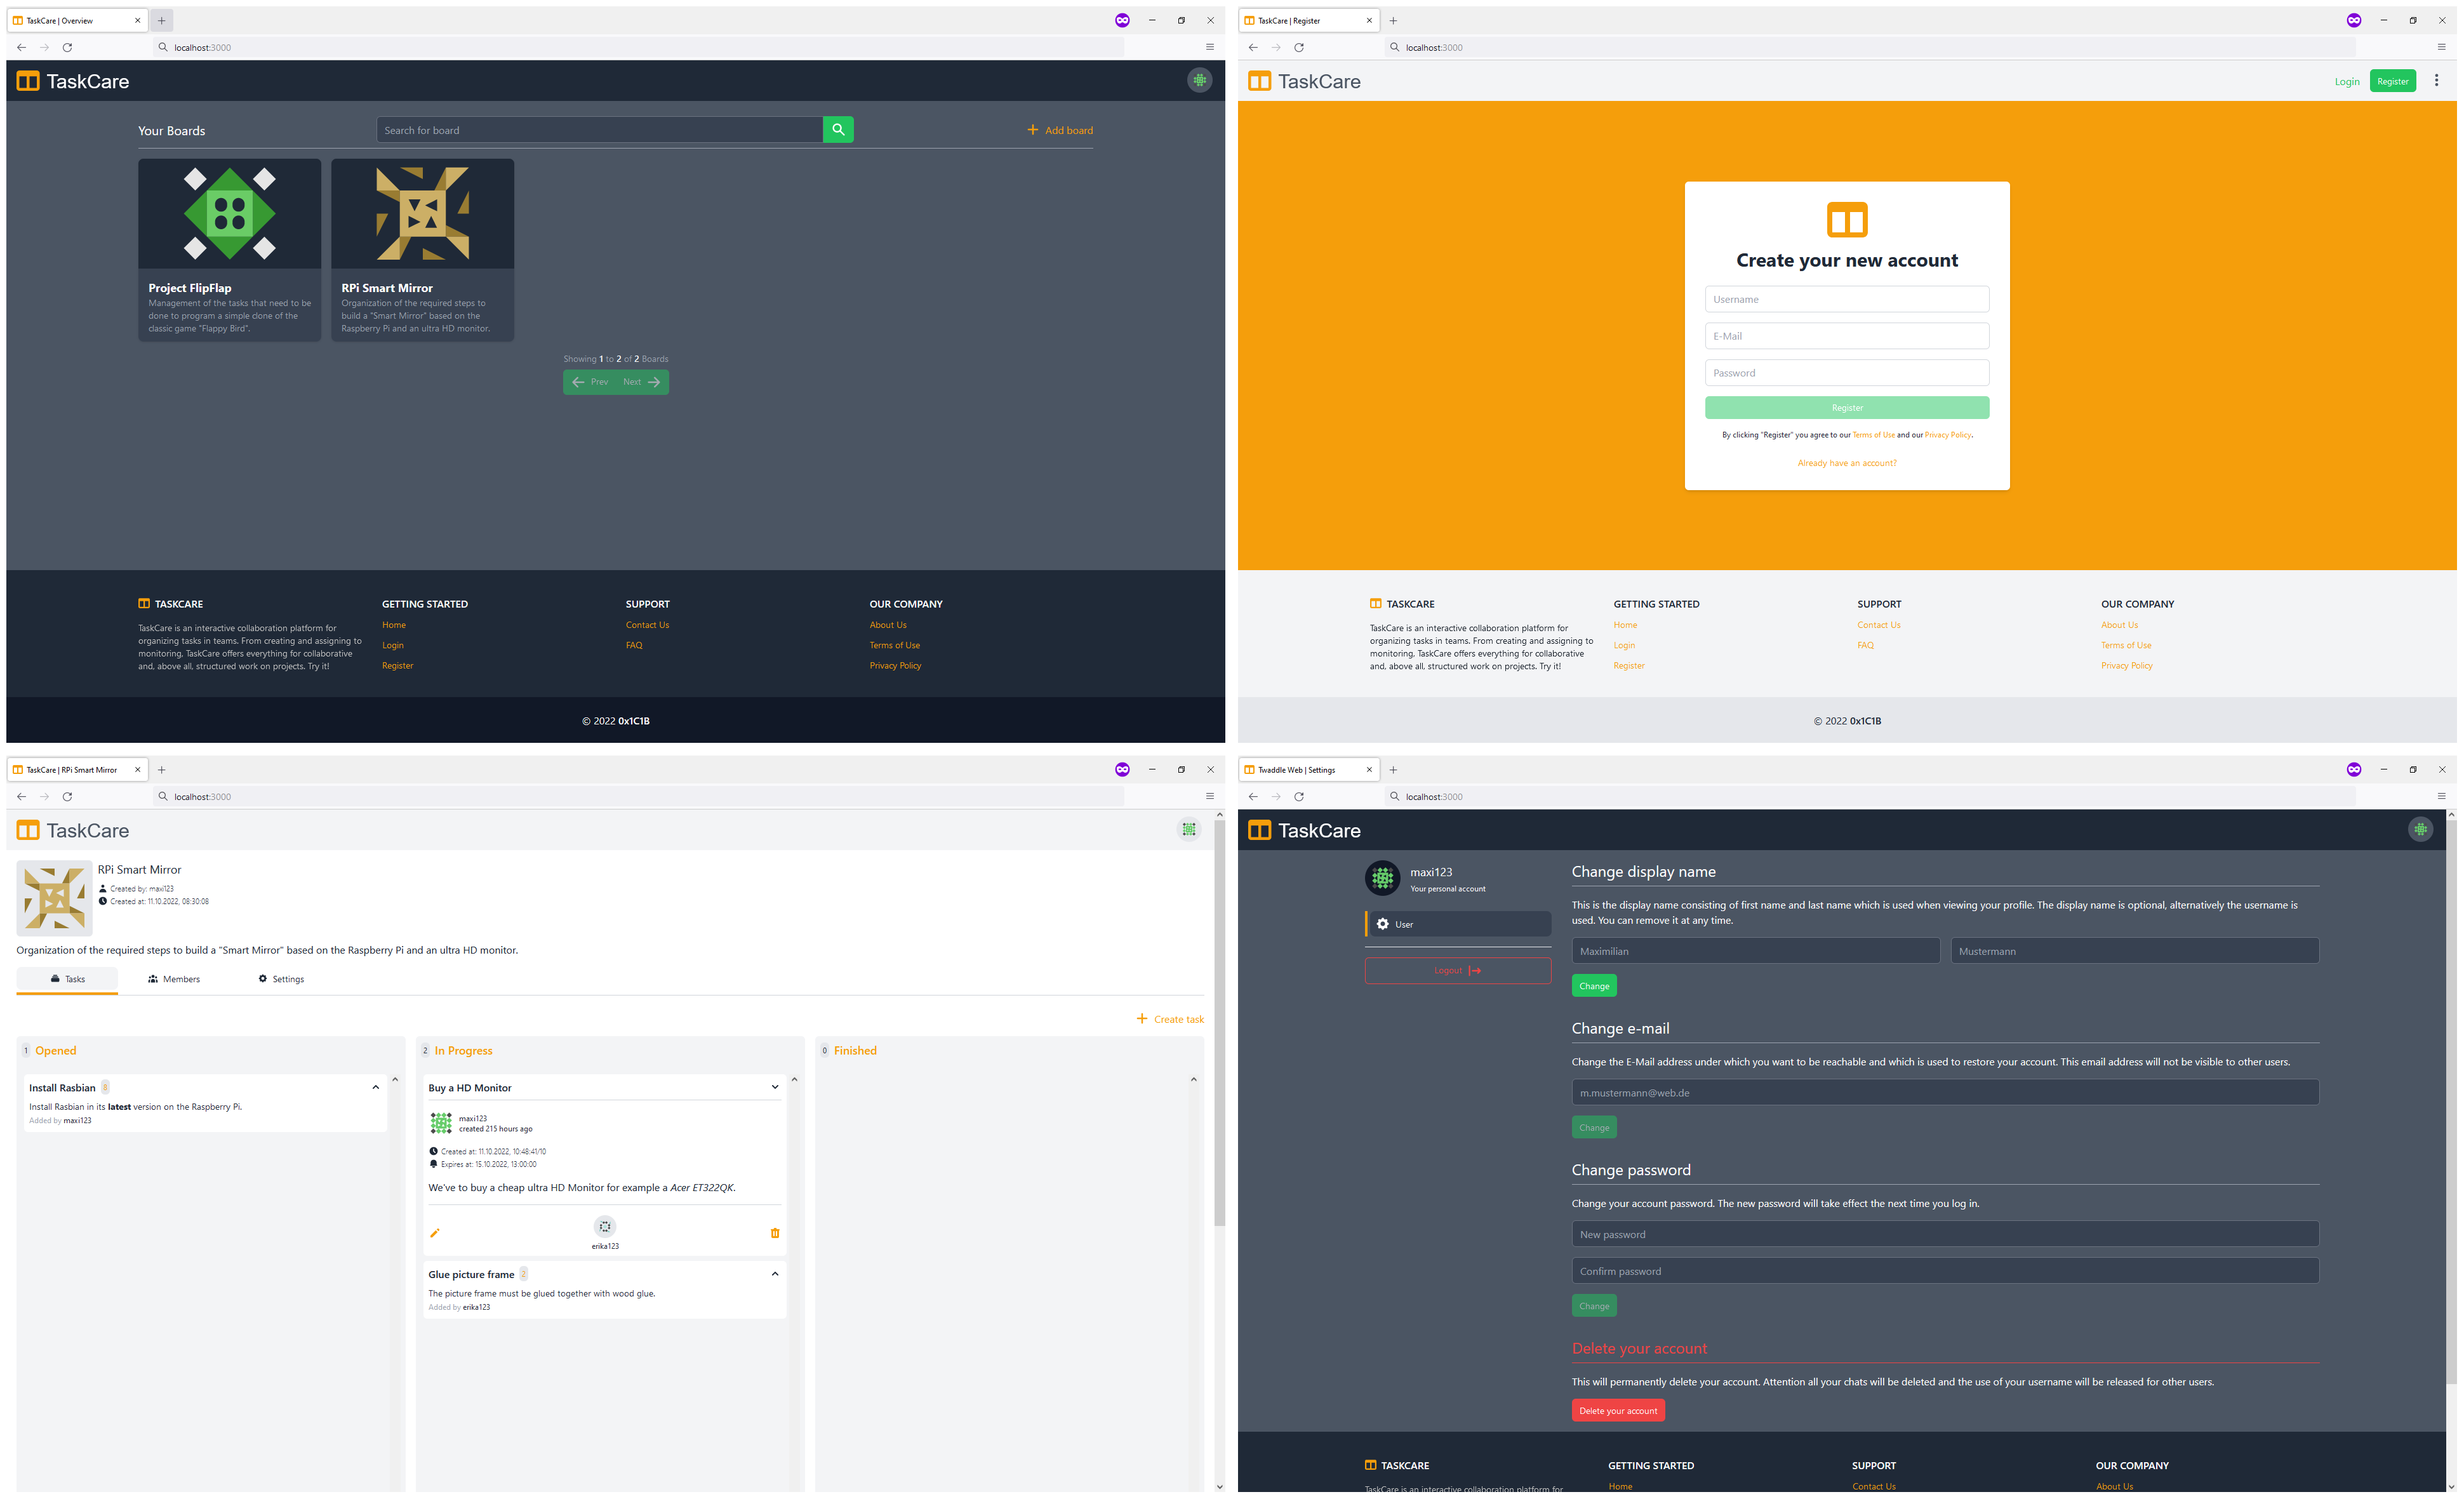 TaskCare | Overview
localhost:3000
TaskCare
Your Boards
Search for board
Add board
Project FlipFlap
Management of the tasks that need to be
done to program a simple clone of the
classic game "Flappy Bird".
RPi Smart Mirror
Organization of the required steps to
build a "Smart Mirror" based on the
Raspberry Pi and an ultra HD monitor.
Showing 1 to 2 of 2 Boards
Prev Next
TASKCARE
TaskCare is an interactive collaboration platform for
organizing tasks in teams. From creating and assigning to
monitoring, TaskCare offers everything for collaborative
and, above all, structured work on projects. Try it!
GETTING STARTED
Home
Login
Register
SUPPORT
Contact Us
FAQ
OUR COMPANY
About Us
Terms of Use
Privacy Policy
© 2022 0x1C1B
TaskCare | Register
localhost:3000
TaskCare
Login
Register
Create your new account
Username
E-Mail
Password
Register
By clicking "Register" you agree to our Terms of Use and our Privacy Policy.
Already have an account?
TASKCARE
TaskCare is an interactive collaboration platform for
organizing tasks in teams. From creating and assigning to
monitoring, TaskCare offers everything for collaborative
and, above all, structured work on projects. Try it!
GETTING STARTED
Home
Login
Register
SUPPORT
Contact Us
FAQ
OUR COMPANY
About Us
Terms of Use
Privacy Policy
© 2022 0x1C1B
TaskCare | RPi Smart Mirror
localhost:3000
TaskCare
RPi Smart Mirror
Created by: maxi123
Created at: 11.10.2022, 08:30:08
Organization of the required steps to build a "Smart Mirror" based on the Raspberry Pi and an ultra HD monitor.
Tasks
Members
Settings
Create task
1 Opened
Install Rasbian 8
Install Rasbian in its latest version on the Raspberry Pi.
Added by maxi123
2 In Progress
Buy a HD Monitor
maxi123
created 215 hours ago
Created at: 11.10.2022, 10:48:41/10
Expires at: 15.10.2022, 13:00:00
We've to buy a cheap ultra HD Monitor for example a Acer ET322QK.
erika123
Glue picture frame 2
The picture frame must be glued together with wood glue.
Added by erika123
0 Finished
Twaddle Web | Settings
localhost:3000
TaskCare
maxi123
Your personal account
User
Logout
Change display name
This is the display name consisting of first name and last name which is used when viewing your profile. The display name is optional, alternatively the username is
used. You can remove it at any time.
Maximilian
Mustermann
Change
Change e-mail
Change the E-Mail address under which you want to be reachable and which is used to restore your account. This email address will not be visible to other users.
m.mustermann@web.de
Change
Change password
Change your account password. The new password will take effect the next time you log in.
New password
Confirm password
Change
Delete your account
This will permanently delete your account. Attention all your chats will be deleted and the use of your username will be released for other users.
Delete your account
TASKCARE
TaskCare is an interactive collaboration platform for
GETTING STARTED
Home
SUPPORT
Contact Us
OUR COMPANY
About Us